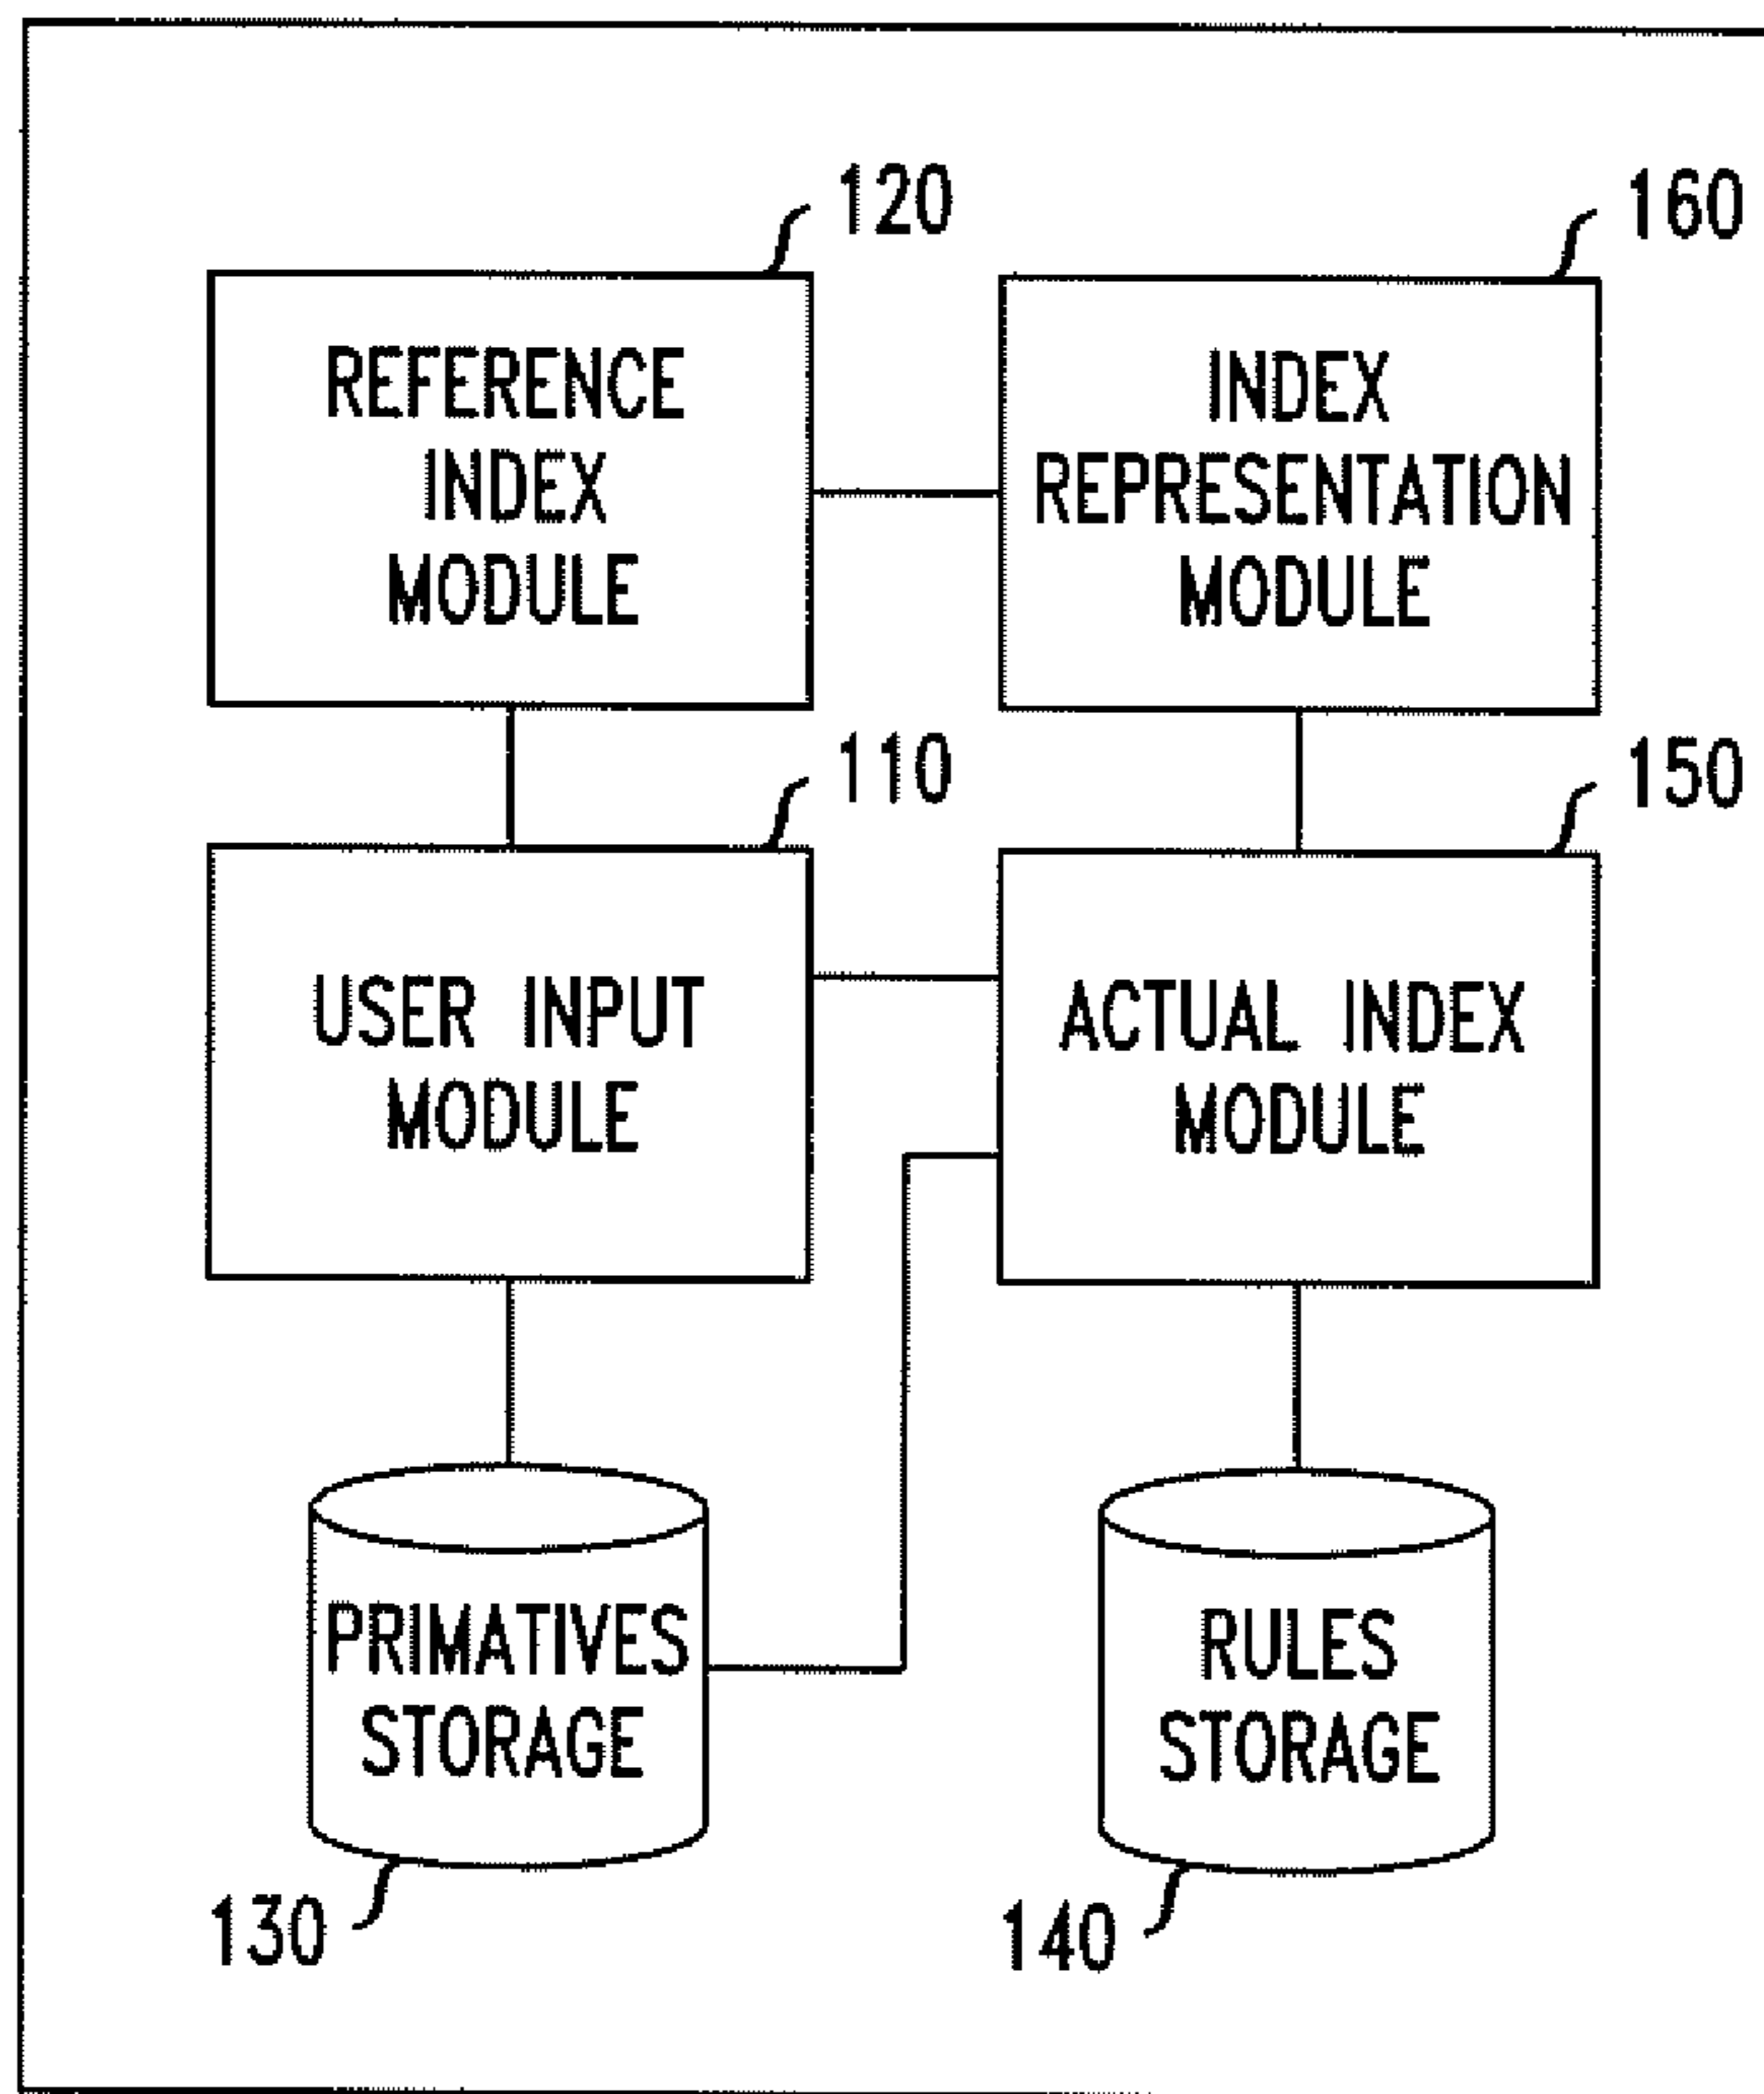 120
160
REFERENCE
INDEX
MODULE
INDEX
REPRESENTATION
MODULE
110
150
USER INPUT
MODULE
ACTUAL INDEX
MODULE
PRIMATIVES
STORAGE
RULES
STORAGE
130
140